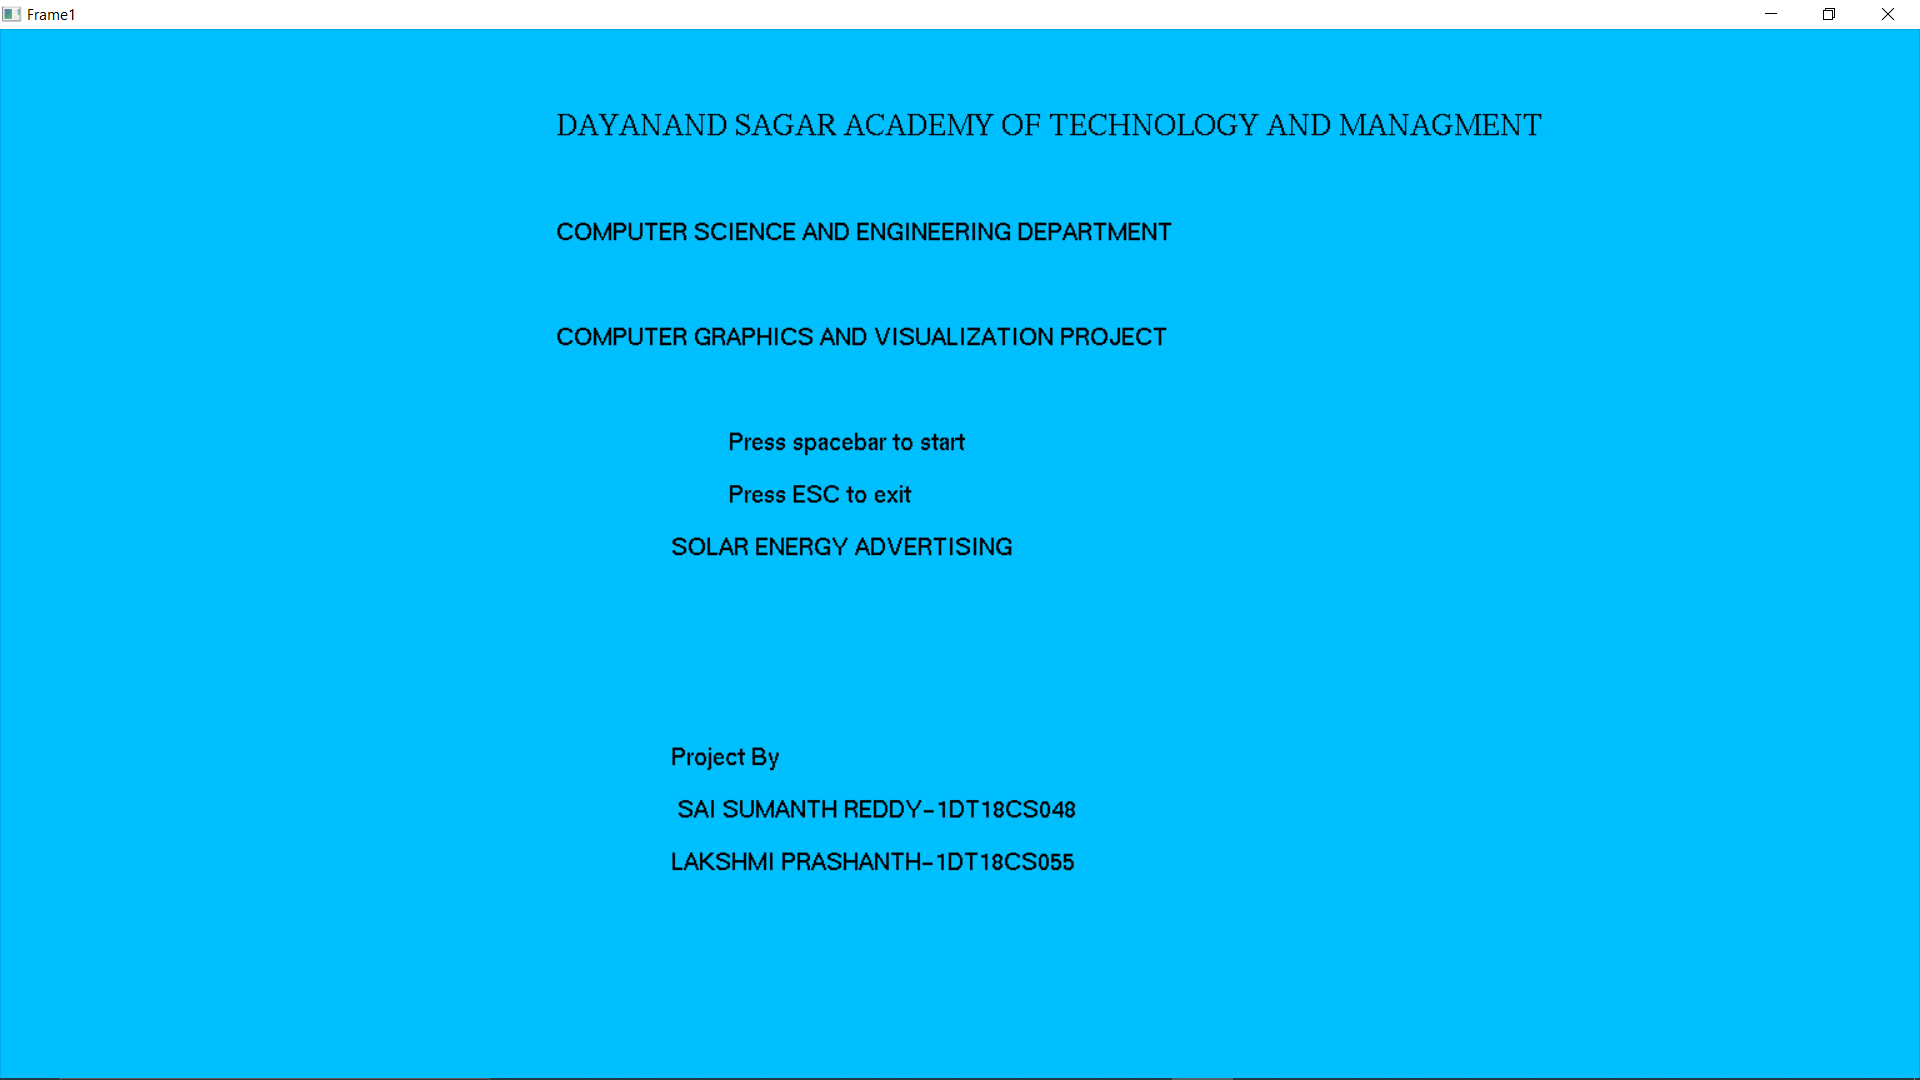 Frame1
DAYANAND SAGAR ACADEMY OF TECHNOLOGY AND MANAGMENT
COMPUTER SCIENCE AND ENGINEERING DEPARTMENT
COMPUTER GRAPHICS AND VISUALIZATION PROJECT
Press spacebar to start
Press ESC to exit
SOLAR ENERGY ADVERTISING
Project By
SAI SUMANTH REDDY-1DT18CS048
LAKSHMI PRASHANTH-1DT18CS055